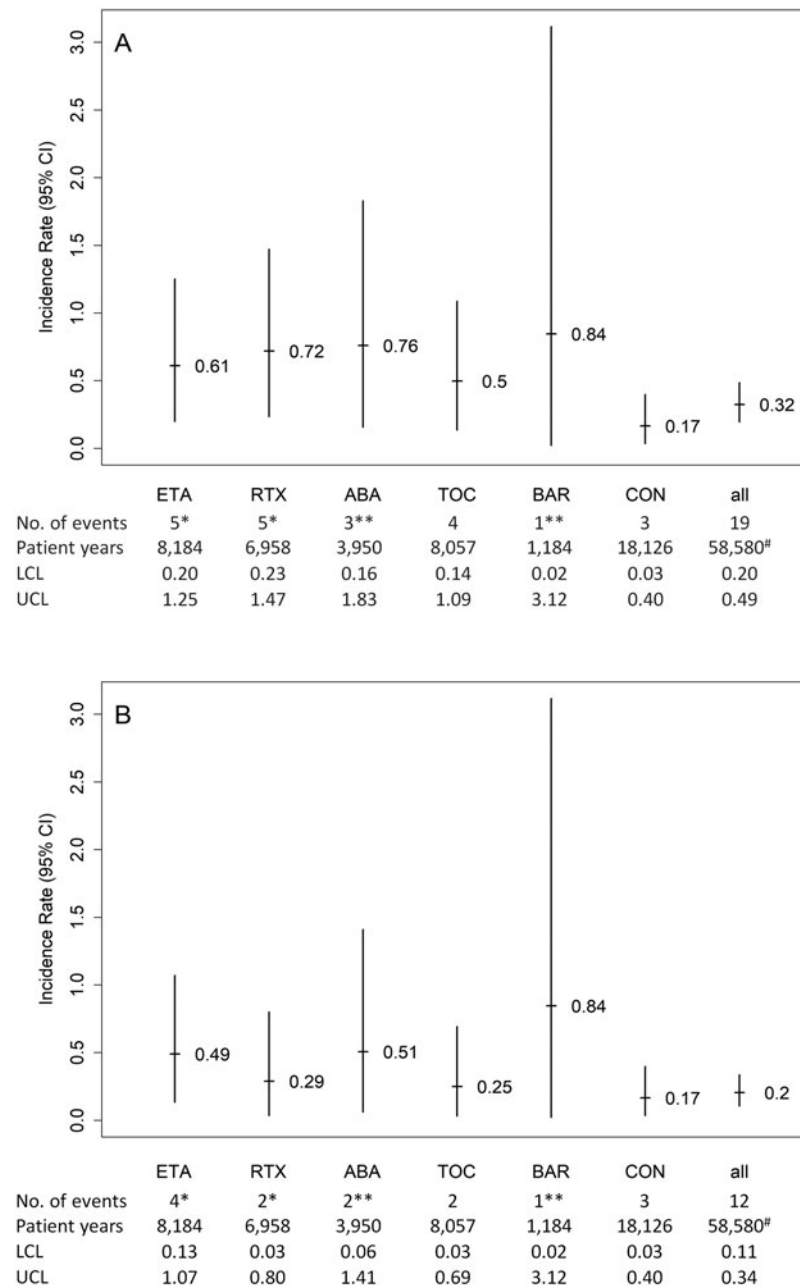 A
Incidence Rate (95% CI)
3.0
2.5
2.0
1.5
1.0
0.5
0.0
0.61
0.72
0.76
0.5
0.84
0.17
0.32
ETA RTX ABA TOC BAR CON all
No. of events 5* 5* 3** 4 1** 3 19
Patient years 8,184 6,958 3,950 8,057 1,184 18,126 58,580#
LCL 0.20 0.23 0.16 0.14 0.02 0.03 0.20
UCL 1.25 1.47 1.83 1.09 3.12 0.40 0.49
B
Incidence Rate (95% CI)
3.0
2.5
2.0
1.5
1.0
0.5
0.0
0.49
0.29
0.51
0.25
0.84
0.17
0.2
ETA RTX ABA TOC BAR CON all
No. of events 4* 2* 2** 2 1** 3 12
Patient years 8,184 6,958 3,950 8,057 1,184 18,126 58,580#
LCL 0.13 0.03 0.06 0.03 0.02 0.03 0.11
UCL 1.07 0.80 1.41 0.69 3.12 0.40 0.34